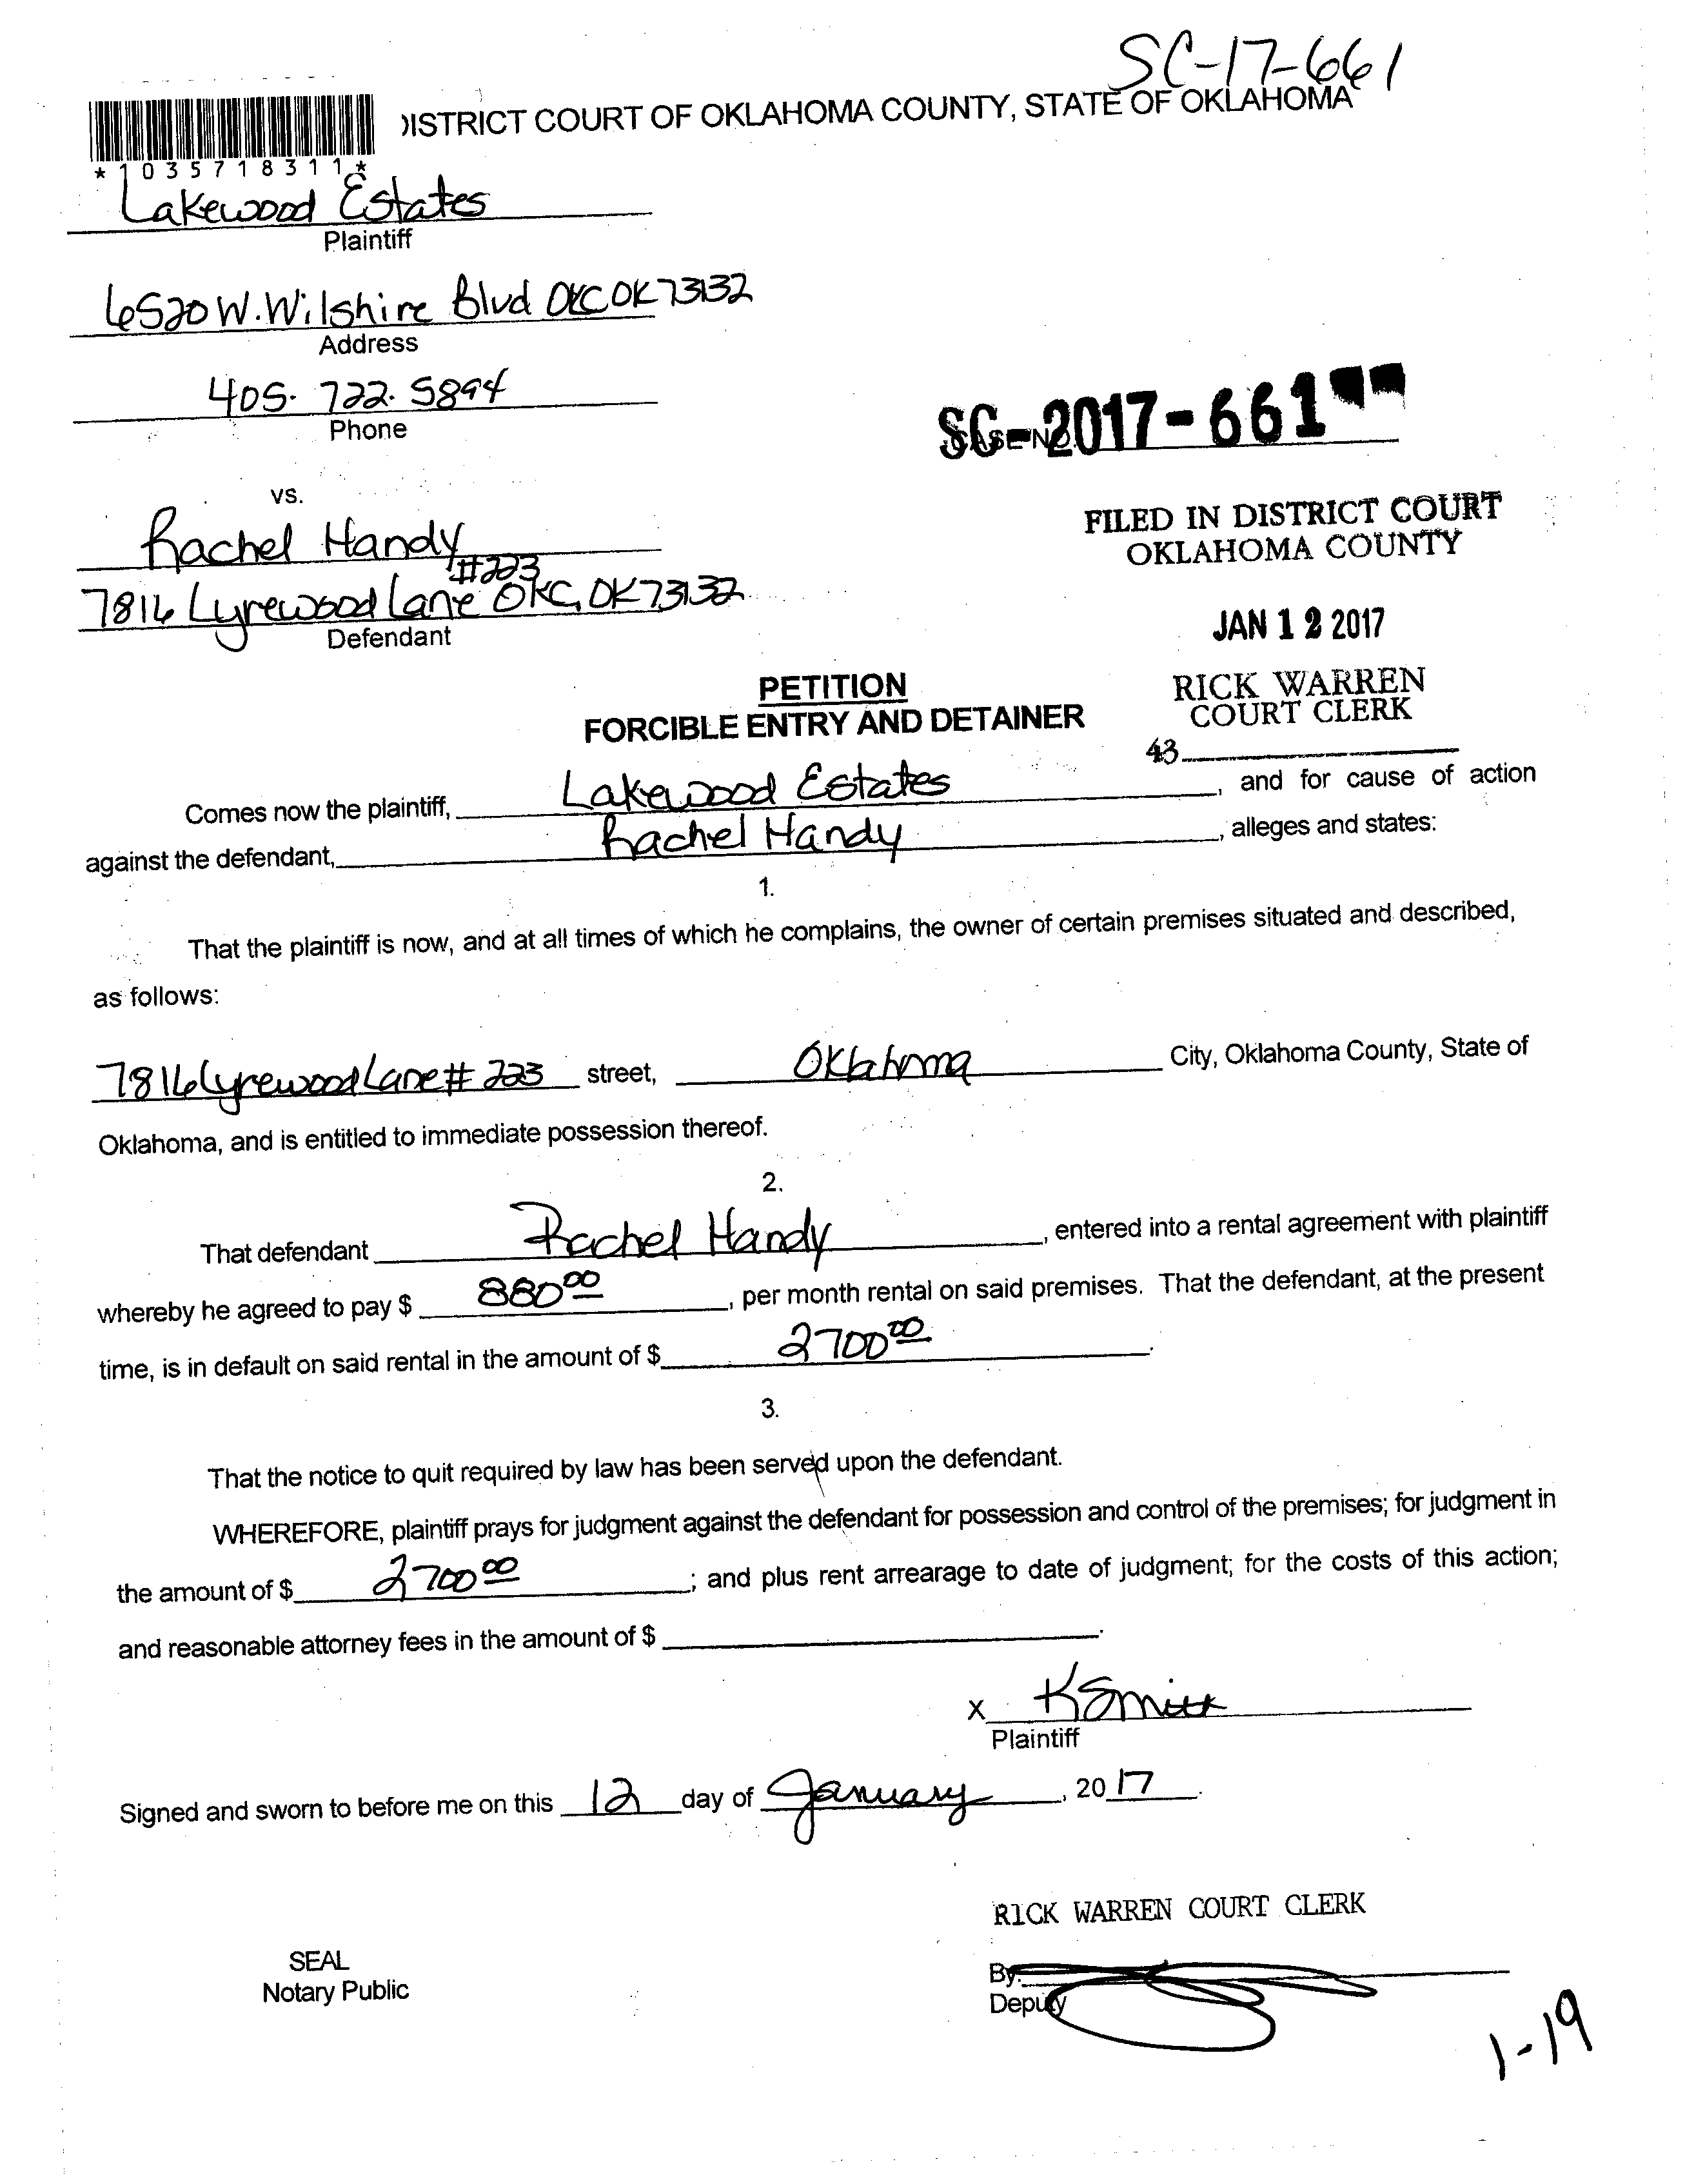 SC-17-661
DISTRICT COURT OF OKLAHOMA COUNTY, STATE OF OKLAHOMA
*1035718311*
Lakewood Estates
Plaintiff
6520 W. Wilshire Blvd OKC OK 73132
Address
405. 722. 5894
Phone
SC-2017-661
CASE NO.
vs.
FILED IN DISTRICT COURT
OKLAHOMA COUNTY
Rachel Handy
#223
7816 Lyrewood Lane OKC, OK 73132
Defendant
JAN 12 2017
PETITION
FORCIBLE ENTRY AND DETAINER
RICK WARREN
COURT CLERK
43
Comes now the plaintiff, Lakewood Estates, and for cause of action
against the defendant, Rachel Handy, alleges and states:
1.
That the plaintiff is now, and at all times of which he complains, the owner of certain premises situated and described,
as follows:
7816 Lyrewood Lane # 223 street, Oklahoma City, Oklahoma County, State of
Oklahoma, and is entitled to immediate possession thereof.
2.
That defendant Rachel Handy, entered into a rental agreement with plaintiff
whereby he agreed to pay $ 880 00, per month rental on said premises. That the defendant, at the present
time, is in default on said rental in the amount of $ 2700 00.
3.
That the notice to quit required by law has been served upon the defendant.
WHEREFORE, plaintiff prays for judgment against the defendant for possession and control of the premises; for judgment in
the amount of $ 2700 00; and plus rent arrearage to date of judgment; for the costs of this action;
and reasonable attorney fees in the amount of $ .
X KSmith
Plaintiff
Signed and sworn to before me on this 12 day of January, 20 17.
RICK WARREN COURT CLERK
SEAL
Notary Public
By:
Deputy
1-19